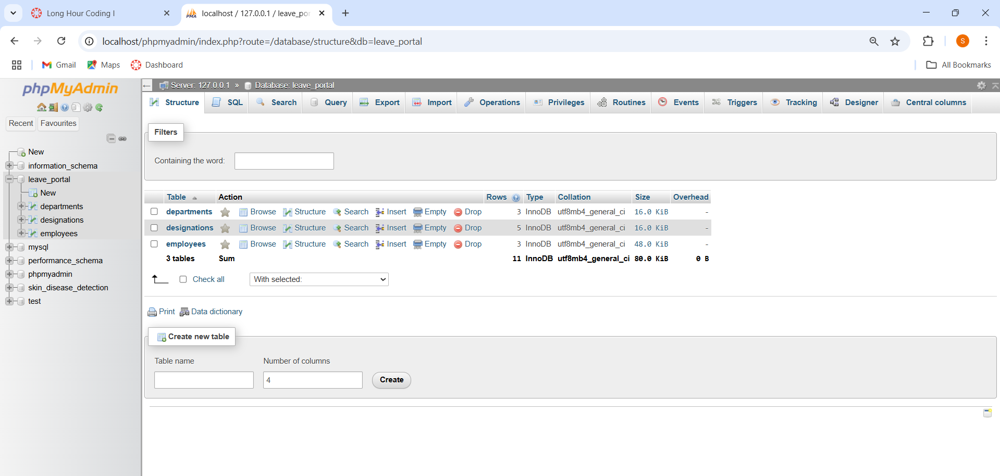 Long Hour Coding I
localhost / 127.0.0.1 / leave_por
localhost/phpmyadmin/index.php?route=/database/structure&db=leave_portal
S
Gmail
Maps
Dashboard
All Bookmarks
phpMyAdmin
Recent
Favourites
New
information_schema
leave_portal
New
departments
designations
employees
mysql
performance_schema
phpmyadmin
skin_disease_detection
test
Server: 127.0.0.1 » Database: leave_portal
Structure SQL Search Query Export Import Operations Privileges Routines Events Triggers Tracking Designer Central columns
Filters
Containing the word:
Table Action Rows Type Collation Size Overhead
departments Browse Structure Search Insert Empty Drop 3 InnoDB utf8mb4_general_ci 16.0 KiB -
designations Browse Structure Search Insert Empty Drop 5 InnoDB utf8mb4_general_ci 16.0 KiB -
employees Browse Structure Search Insert Empty Drop 3 InnoDB utf8mb4_general_ci 48.0 KiB -
3 tables Sum 11 InnoDB utf8mb4_general_ci 80.0 KiB 0 B
Check all With selected:
Print Data dictionary
Create new table
Table name Number of columns
4 Create